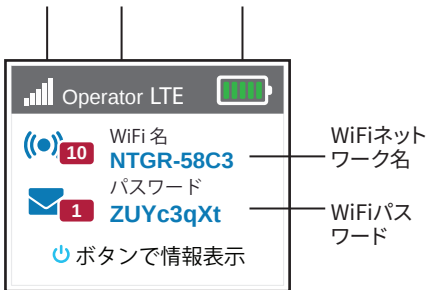 Operator LTE
WiFi 名
10
NTGR-58C3
パスワード
1
ZUYc3qXt
ボタンで情報表示
WiFiネット
ワーク名
WiFiパス
ワード